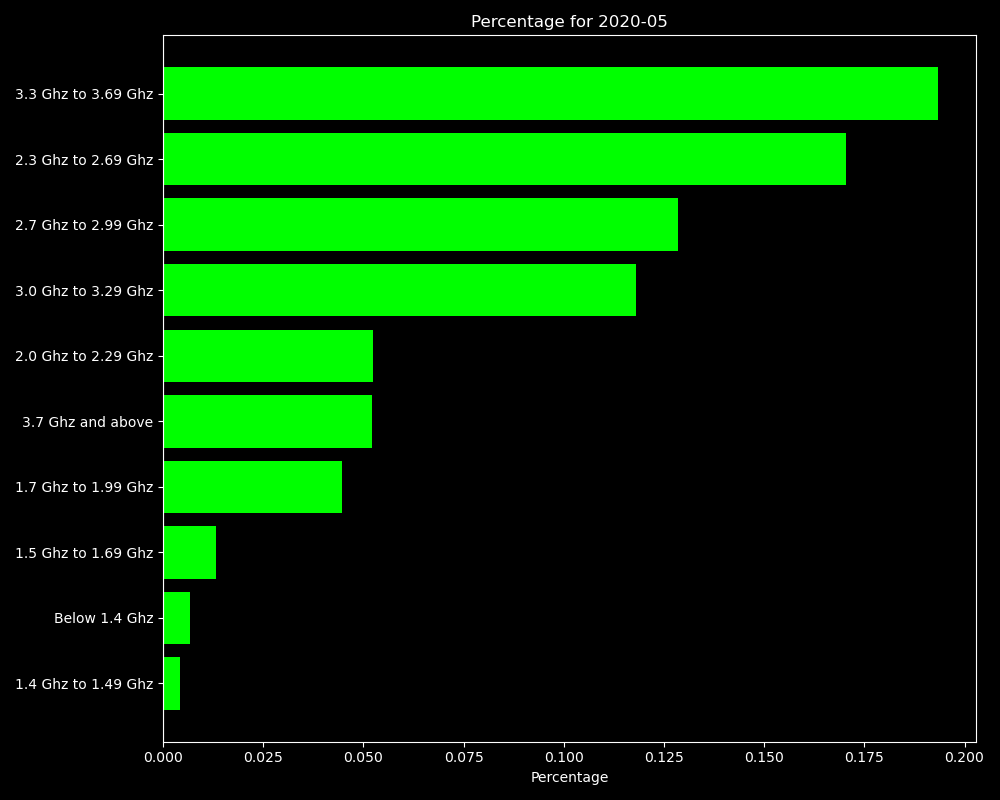 Percentage for 2020-05
3.3 Ghz to 3.69 Ghz
2.3 Ghz to 2.69 Ghz
2.7 Ghz to 2.99 Ghz
3.0 Ghz to 3.29 Ghz
2.0 Ghz to 2.29 Ghz
3.7 Ghz and above
1.7 Ghz to 1.99 Ghz
1.5 Ghz to 1.69 Ghz
Below 1.4 Ghz
1.4 Ghz to 1.49 Ghz
0.000 0.025 0.050 0.075 0.100 0.125 0.150 0.175 0.200
Percentage